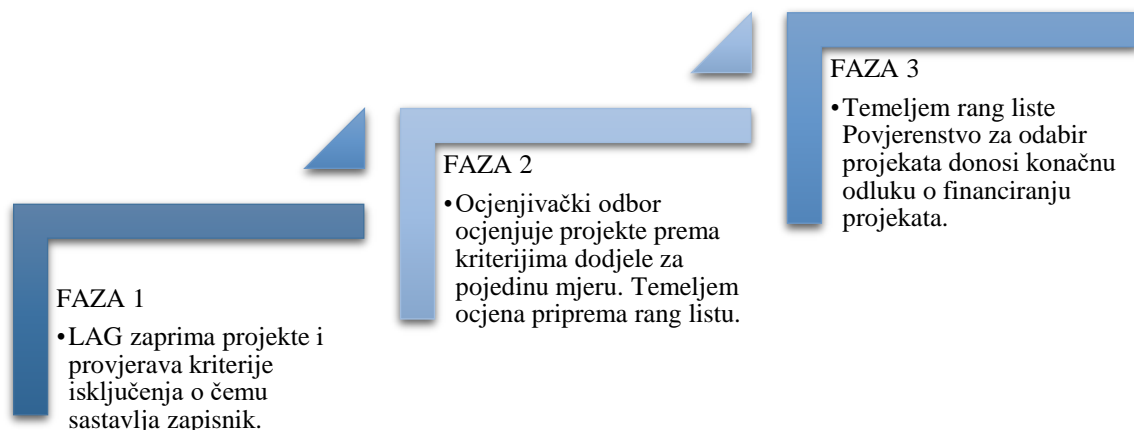 FAZA 1
•LAG zaprima projekte i
provjerava kriterije
isključenja o čemu
sastavlja zapisnik.
FAZA 2
•Ocjenjivački odbor
ocjenjuje projekte prema
kriterijima dodjele za
pojedinu mjeru. Temeljem
ocjena priprema rang listu.
FAZA 3
•Temeljem rang liste
Povjerenstvo za odabir
projekata donosi konačnu
odluku o financiranju
projekata.